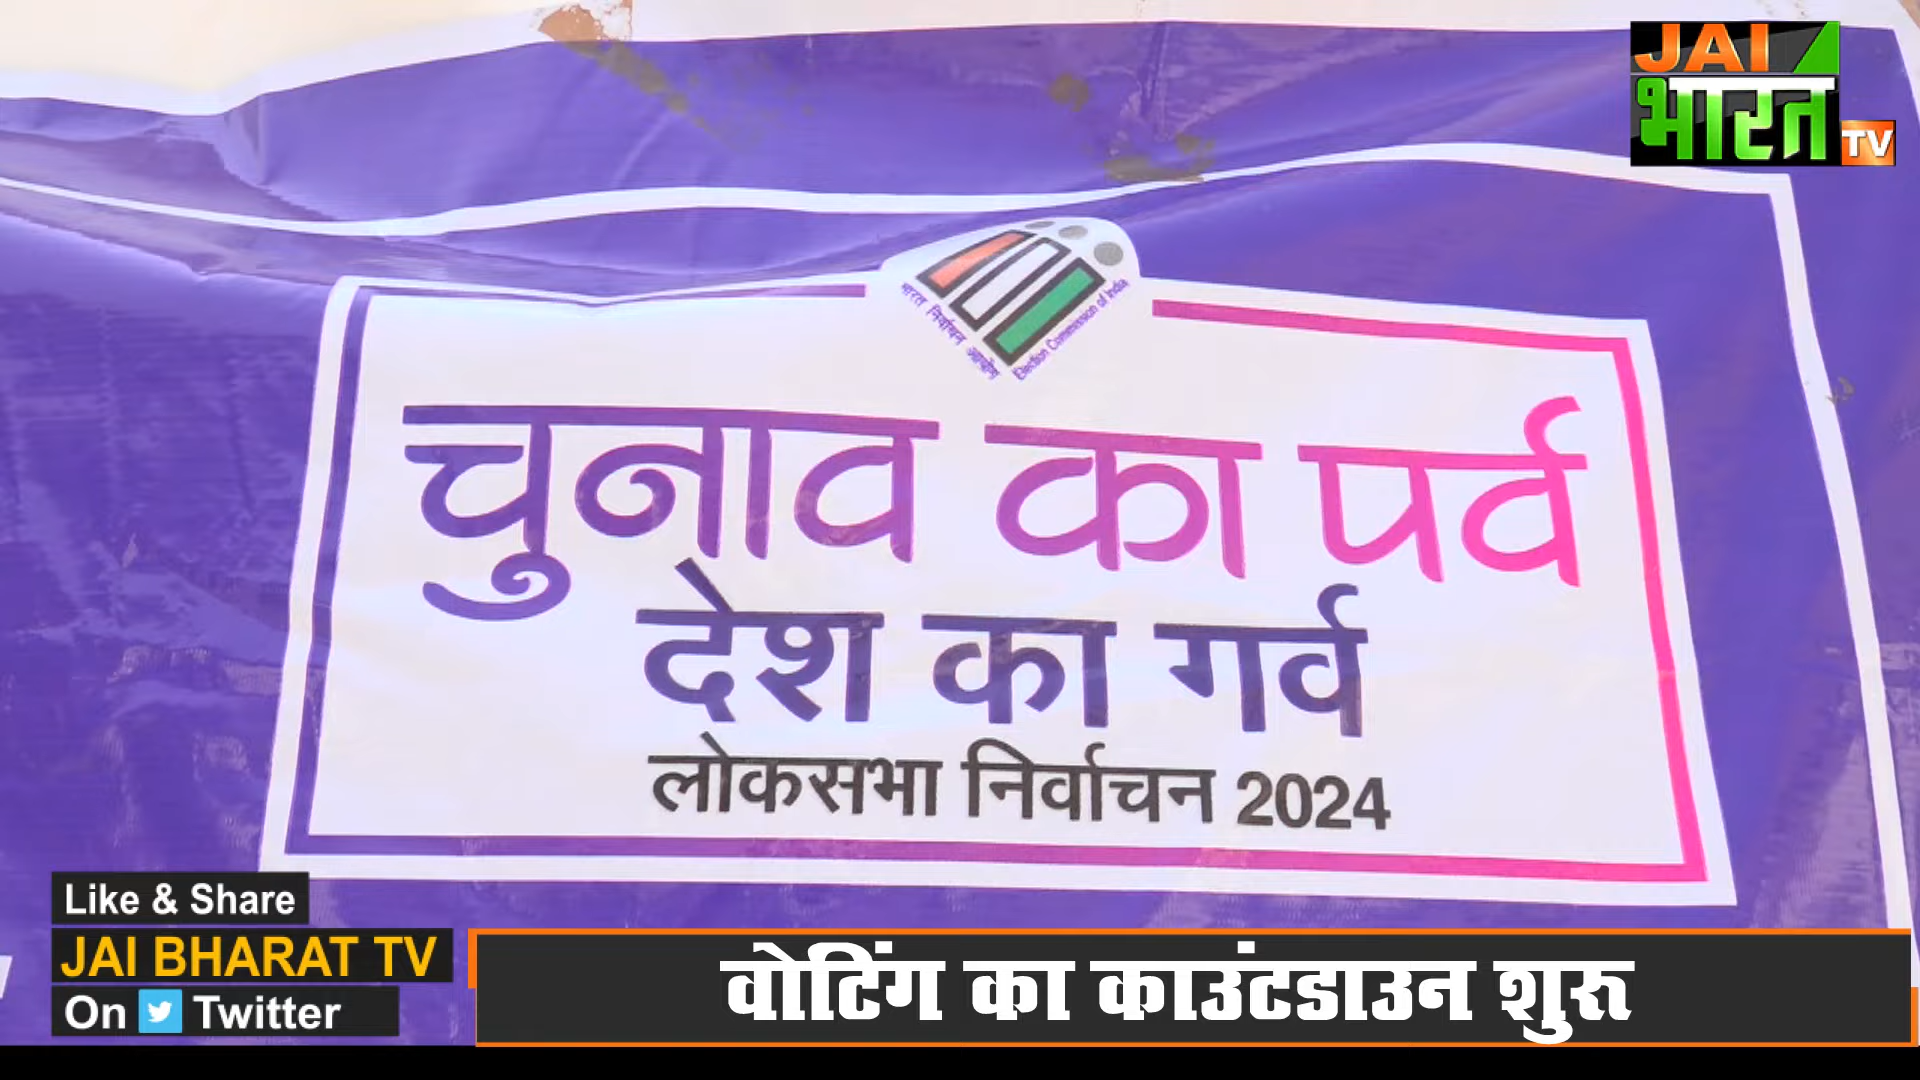 JAI
भारत
TV
भारत निर्वाचन आयोग
Election Commission of India
चुनाव का पर्व
देश का गर्व
लोकसभा निर्वाचन 2024
Like & Share
JAI BHARAT TV
On Twitter
वोटिंग का काउंटडाउन शुरू